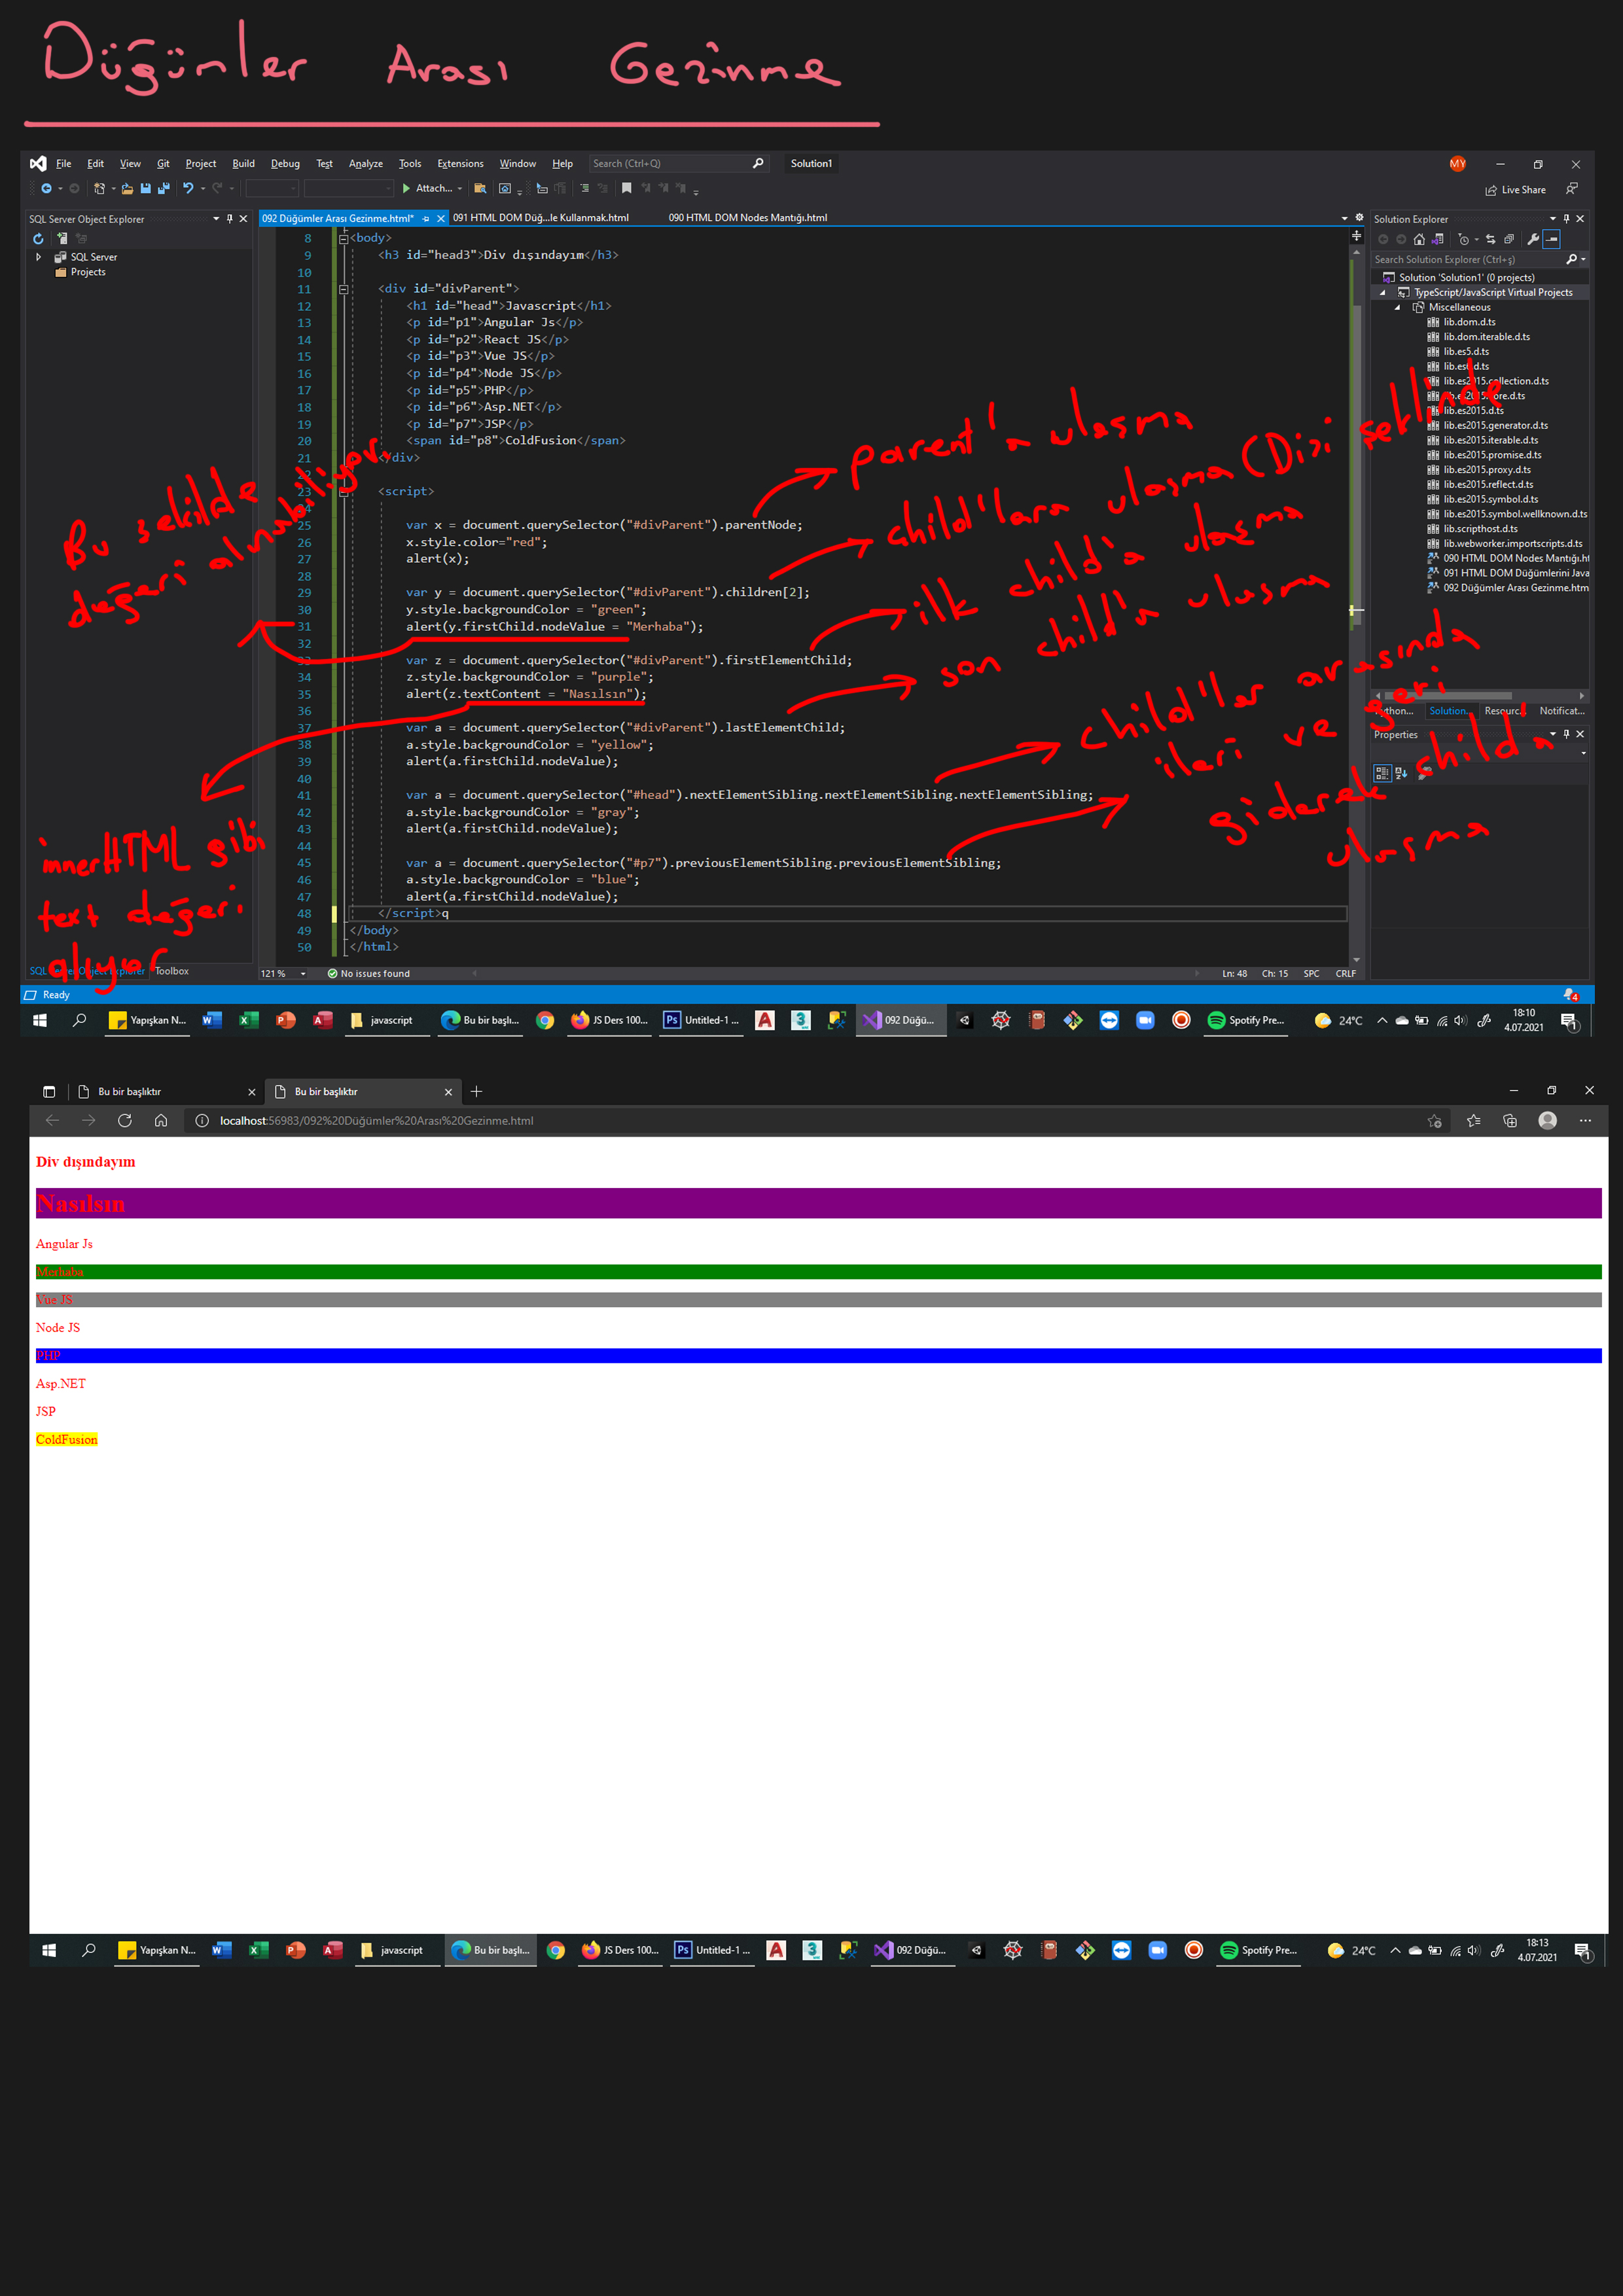 Düğümler Arası Gezinme
File Edit View Git Project Build Debug Test Analyze Tools Extensions Window Help Search (Ctrl+Q) Solution1 MY
Attach... Live Share
SQL Server Object Explorer
SQL Server
Projects
092 Düğümler Arası Gezinme.html* 091 HTML DOM Düğ...le Kullanmak.html 090 HTML DOM Nodes Mantığı.html
8 <body>
9 <h3 id="head3">Div dışındayım</h3>
10
11 <div id="divParent">
12 <h1 id="head">Javascript</h1>
13 <p id="p1">Angular Js</p>
14 <p id="p2">React JS</p>
15 <p id="p3">Vue JS</p>
16 <p id="p4">Node JS</p>
17 <p id="p5">PHP</p>
18 <p id="p6">Asp.NET</p>
19 <p id="p7">JSP</p>
20 <span id="p8">ColdFusion</span>
21 </div>
22
23 <script>
24
25 var x = document.querySelector("#divParent").parentNode;
26 x.style.color="red";
27 alert(x);
28
29 var y = document.querySelector("#divParent").children[2];
30 y.style.backgroundColor = "green";
31 alert(y.firstChild.nodeValue = "Merhaba");
32
33 var z = document.querySelector("#divParent").firstElementChild;
34 z.style.backgroundColor = "purple";
35 alert(z.textContent = "Nasılsın");
36
37 var a = document.querySelector("#divParent").lastElementChild;
38 a.style.backgroundColor = "yellow";
39 alert(a.firstChild.nodeValue);
40
41 var a = document.querySelector("#head").nextElementSibling.nextElementSibling.nextElementSibling;
42 a.style.backgroundColor = "gray";
43 alert(a.firstChild.nodeValue);
44
45 var a = document.querySelector("#p7").previousElementSibling.previousElementSibling;
46 a.style.backgroundColor = "blue";
47 alert(a.firstChild.nodeValue);
48 </script>q
49 </body>
50 </html>
Bu şekilde
değeri alınabiliyor.
innerHTML gibi
text değeri
alıyor
parent'a ulaşma
child'lara ulaşma (Dizi şeklinde
ilk child'a ulaşma
son child'a ulaşma
child'lar arasında
ileri ve geri
giderek child'a
ulaşma
Solution Explorer
Search Solution Explorer (Ctrl+ş)
Solution 'Solution1' (0 projects)
TypeScript/JavaScript Virtual Projects
Miscellaneous
lib.dom.d.ts
lib.dom.iterable.d.ts
lib.es5.d.ts
lib.es6.d.ts
lib.es2015.collection.d.ts
lib.es2015.core.d.ts
lib.es2015.d.ts
lib.es2015.generator.d.ts
lib.es2015.iterable.d.ts
lib.es2015.promise.d.ts
lib.es2015.proxy.d.ts
lib.es2015.reflect.d.ts
lib.es2015.symbol.d.ts
lib.es2015.symbol.wellknown.d.ts
lib.scripthost.d.ts
lib.webworker.importscripts.d.ts
090 HTML DOM Nodes Mantığı.ht
091 HTML DOM Düğümlerini Java
092 Düğümler Arası Gezinme.htm
Python... Solution... Resourc... Notificat...
Properties
SQL Server Object Explorer Toolbox
121 % No issues found Ln: 48 Ch: 15 SPC CRLF
Ready 4
Yapışkan N... javascript Bu bir başlı... JS Ders 100... Untitled-1 ... 092 Düğü... Spotify Pre... 24°C 18:10
4.07.2021 1
Bu bir başlıktır Bu bir başlıktır
localhost:56983/092%20Düğümler%20Arası%20Gezinme.html
Div dışındayım
Nasılsın
Angular Js
Merhaba
Vue JS
Node JS
PHP
Asp.NET
JSP
ColdFusion
Yapışkan N... javascript Bu bir başlı... JS Ders 100... Untitled-1 ... 092 Düğü... Spotify Pre... 24°C 18:13
4.07.2021 1